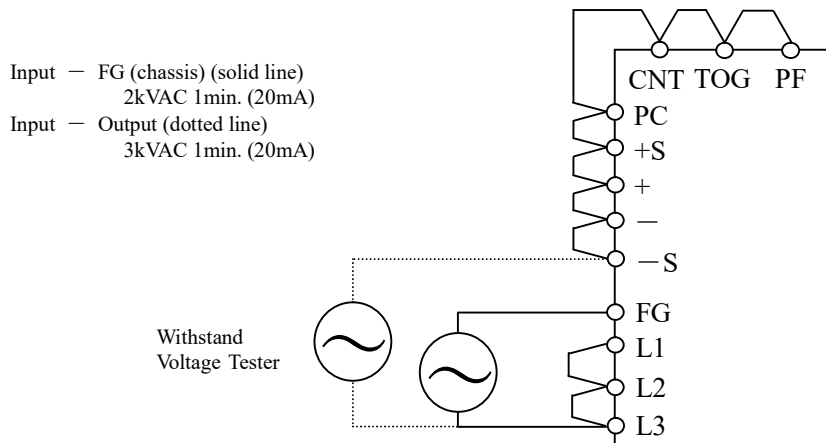 Input － FG (chassis) (solid line)
2kVAC 1min. (20mA)
Input － Output (dotted line)
3kVAC 1min. (20mA)
CNT TOG PF
PC
+S
+
－
－S
FG
L1
L2
L3
Withstand
Voltage Tester